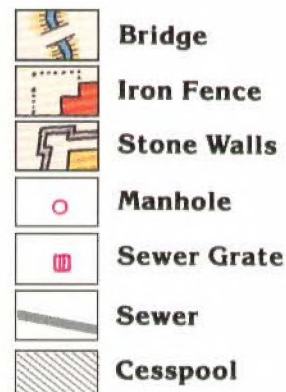 Bridge
Iron Fence
Stone Walls
Manhole
Sewer Grate
Sewer
Cesspool